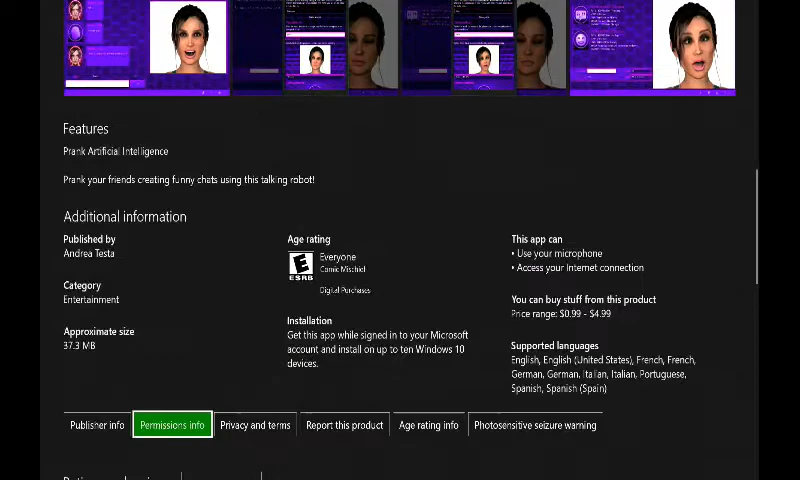 Features
Prank Artificial Intelligence
Prank your friends creating funny chats using this talking robot!
Additional information
Published by
Andrea Testa
Category
Entertainment
Approximate size
37.3 MB
Age rating
Everyone
Comic Mischief
Digital Purchases
E
ESRB
Installation
Get this app while signed in to your Microsoft
account and install on up to ten Windows 10
devices.
This app can
• Use your microphone
• Access your Internet connection
You can buy stuff from this product
Price range: $0.99 - $4.99
Supported languages
English, English (United States), French, French,
German, German, Italian, Italian, Portuguese,
Spanish, Spanish (Spain)
Publisher info
Permissions info
Privacy and terms
Report this product
Age rating info
Photosensitive seizure warning